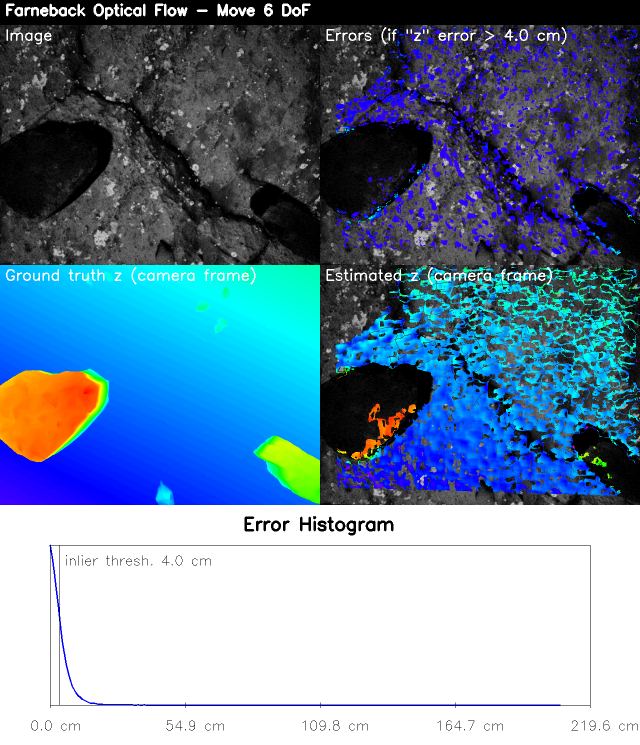 Farneback Optical Flow – Move 6 DoF
Image
Errors (if "z" error > 4.0 cm)
Ground truth z (camera frame)
Estimated z (camera frame)
Error Histogram
inlier thresh. 4.0 cm
0.0 cm
54.9 cm
109.8 cm
164.7 cm
219.6 cm